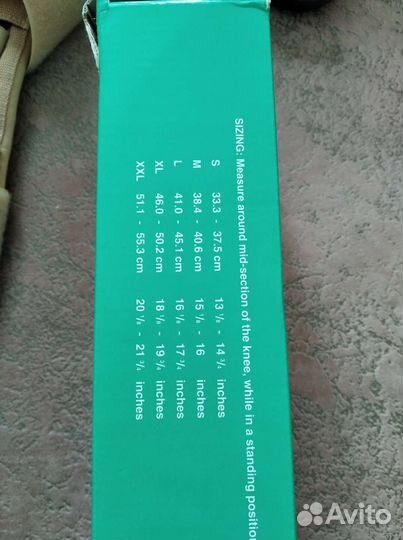 SIZING: Measure around mid-section of the knee, while in a standing position
S 33.3 - 37.5 cm 13 1/8 - 14 3/4 inches
M 38.4 - 40.6 cm 15 1/8 - 16 inches
L 41.0 - 45.1 cm 16 1/8 - 17 3/4 inches
XL 46.0 - 50.2 cm 18 1/8 - 19 3/4 inches
XXL 51.1 - 55.3 cm 20 1/8 - 21 3/4 inches
Avito